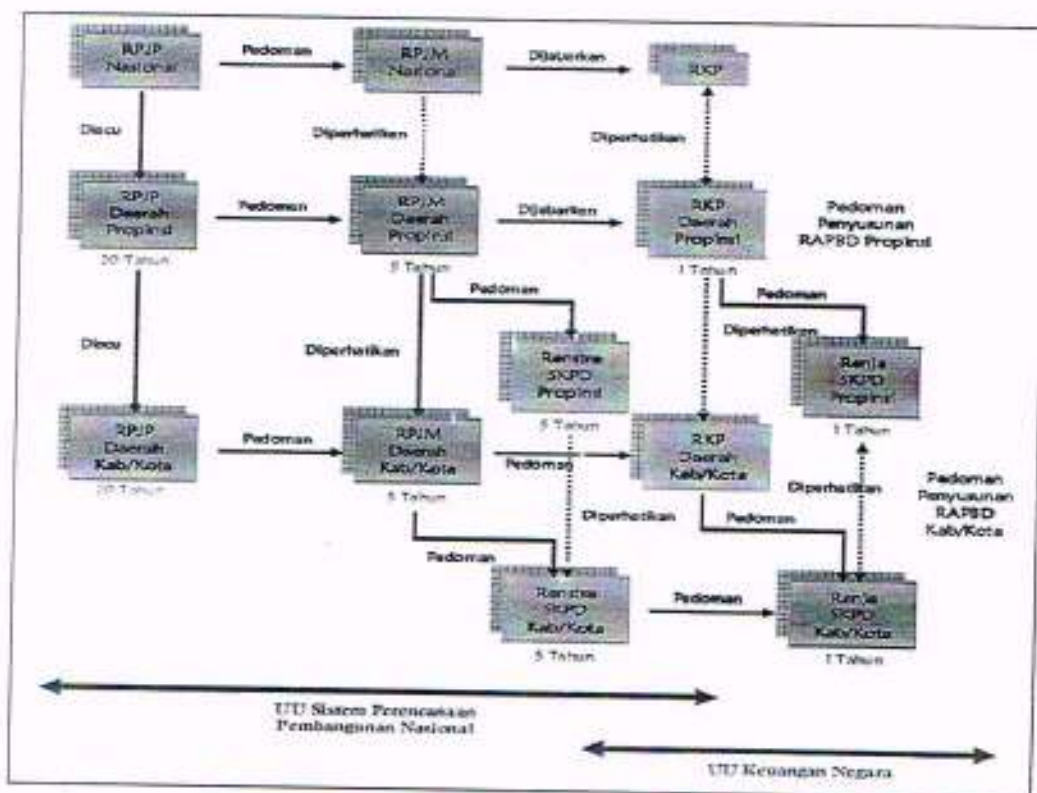 RPJP
Nasional
Pedoman
RPJM
Nasional
Dijabarkan
RKP
Diacu
Diperhatikan
Diperhatikan
RPJP
Daerah
Propinsi
20 Tahun
Pedoman
RPJM
Daerah
Propinsi
5 Tahun
Dijabarkan
RKP
Daerah
Propinsi
1 Tahun
Pedoman
Penyusunan
RAPBD Propinsi
Pedoman
Pedoman
Diperhatikan
Diacu
Diperhatikan
Renstra
SKPD
Propinsi
5 Tahun
Renja
SKPD
Propinsi
1 Tahun
RPJP
Daerah
Kab/Kota
20 Tahun
Pedoman
RPJM
Daerah
Kab/Kota
5 Tahun
Pedoman
RKP
Daerah
Kab/Kota
Diperhatikan
Pedoman
Penyusunan
RAPBD
Kab/Kota
Diperhatikan
Pedoman
Pedoman
Renstra
SKPD
Kab/Kota
5 Tahun
Pedoman
Renja
SKPD
Kab/Kota
1 Tahun
UU Sistem Perencanaan
Pembangunan Nasional
UU Keuangan Negara